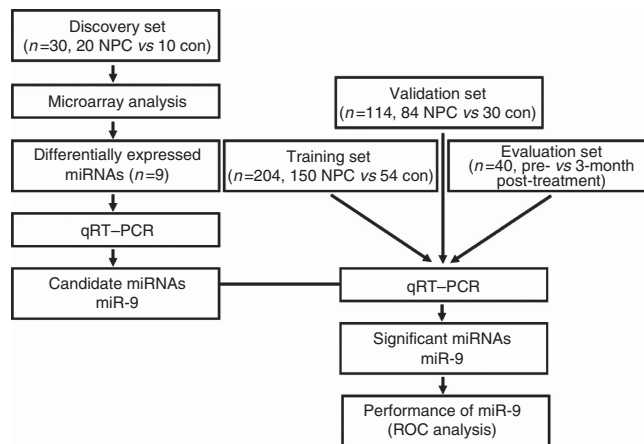 Discovery set
(n=30, 20 NPC vs 10 con)
Microarray analysis
Differentially expressed
miRNAs (n=9)
qRT–PCR
Candidate miRNAs
miR-9
Validation set
(n=114, 84 NPC vs 30 con)
Training set
(n=204, 150 NPC vs 54 con)
Evaluation set
(n=40, pre- vs 3-month
post-treatment)
qRT–PCR
Significant miRNAs
miR-9
Performance of miR-9
(ROC analysis)